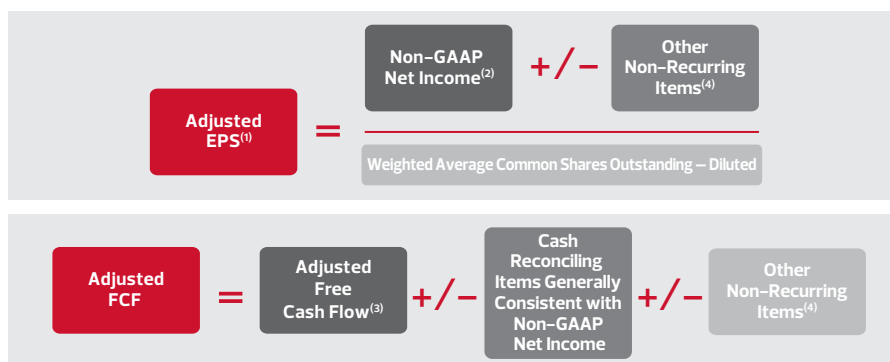 Adjusted
EPS(1)
=
Non-GAAP
Net Income(2)
+/-
Other
Non-Recurring
Items(4)
Weighted Average Common Shares Outstanding – Diluted
Adjusted
FCF
=
Adjusted
Free
Cash Flow(3)
+/-
Cash
Reconciling
Items Generally
Consistent with
Non-GAAP
Net Income
+/-
Other
Non-Recurring
Items(4)